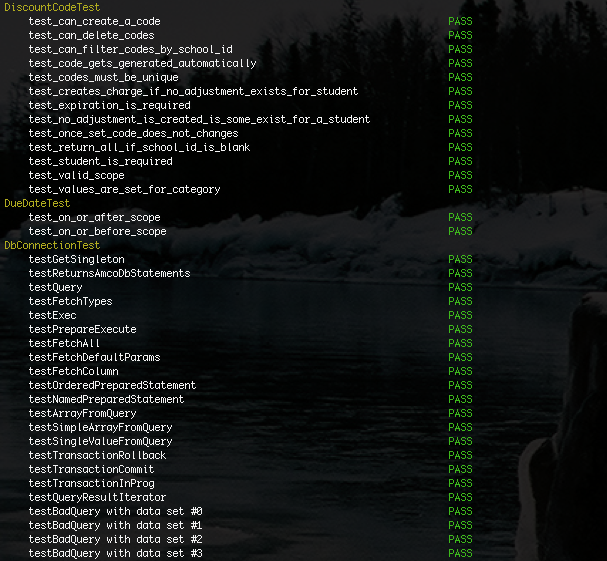 DiscountCodeTest
test_can_create_a_code PASS
test_can_delete_codes PASS
test_can_filter_codes_by_school_id PASS
test_code_gets_generated_automatically PASS
test_codes_must_be_unique PASS
test_creates_charge_if_no_adjustment_exists_for_student PASS
test_expiration_is_required PASS
test_no_adjustment_is_created_is_some_exist_for_a_student PASS
test_once_set_code_does_not_changes PASS
test_return_all_if_school_id_is_blank PASS
test_student_is_required PASS
test_valid_scope PASS
test_values_are_set_for_category PASS
DueDateTest
test_on_or_after_scope PASS
test_on_or_before_scope PASS
DbConnectionTest
testGetSingleton PASS
testReturnsAmcoDbStatements PASS
testQuery PASS
testFetchTypes PASS
testExec PASS
testPrepareExecute PASS
testFetchAll PASS
testFetchDefaultParams PASS
testFetchColumn PASS
testOrderedPreparedStatement PASS
testNamedPreparedStatement PASS
testArrayFromQuery PASS
testSimpleArrayFromQuery PASS
testSingleValueFromQuery PASS
testTransactionRollback PASS
testTransactionCommit PASS
testTransactionInProg PASS
testQueryResultIterator PASS
testBadQuery with data set #0 PASS
testBadQuery with data set #1 PASS
testBadQuery with data set #2 PASS
testBadQuery with data set #3 PASS